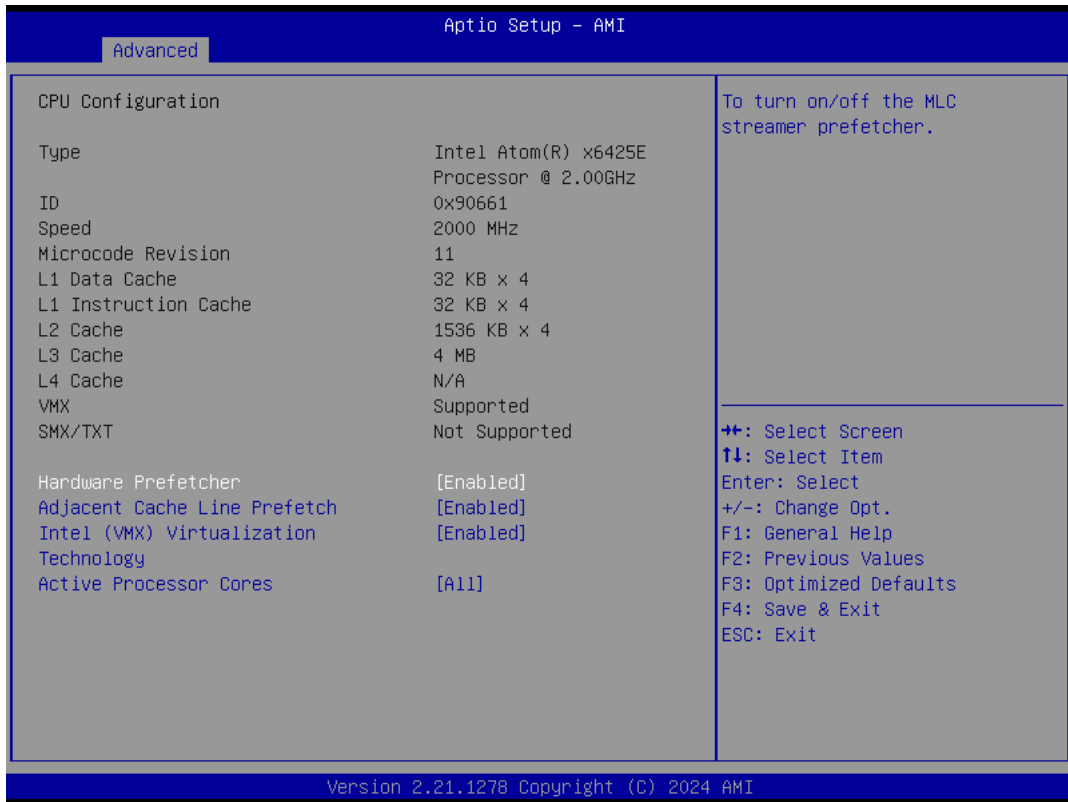 Aptio Setup – AMI
Advanced
CPU Configuration
Type Intel Atom(R) x6425E
Processor @ 2.00GHz
ID 0x90661
Speed 2000 MHz
Microcode Revision 11
L1 Data Cache 32 KB x 4
L1 Instruction Cache 32 KB x 4
L2 Cache 1536 KB x 4
L3 Cache 4 MB
L4 Cache N/A
VMX Supported
SMX/TXT Not Supported
Hardware Prefetcher [Enabled]
Adjacent Cache Line Prefetch [Enabled]
Intel (VMX) Virtualization [Enabled]
Technology
Active Processor Cores [All]
To turn on/off the MLC
streamer prefetcher.
→←: Select Screen
↑↓: Select Item
Enter: Select
+/-: Change Opt.
F1: General Help
F2: Previous Values
F3: Optimized Defaults
F4: Save & Exit
ESC: Exit
Version 2.21.1278 Copyright (C) 2024 AMI